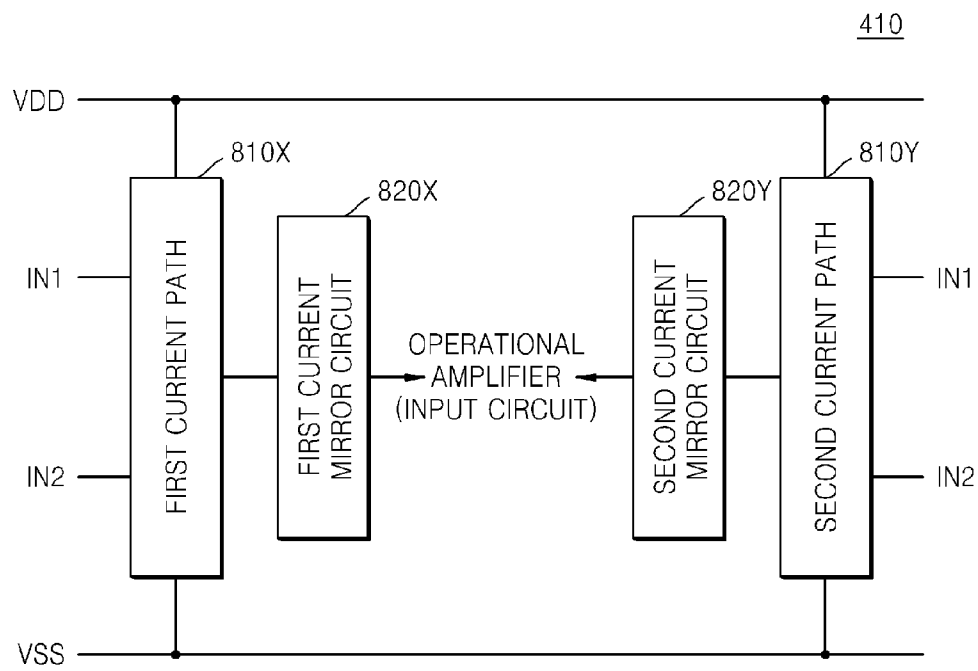 410
VDD
810X
810Y
820X
820Y
FIRST CURRENT PATH
FIRST CURRENT
MIRROR CIRCUIT
SECOND CURRENT
MIRROR CIRCUIT
SECOND CURRENT PATH
IN1
IN1
OPERATIONAL
AMPLIFIER
(INPUT CIRCUIT)
IN2
IN2
VSS